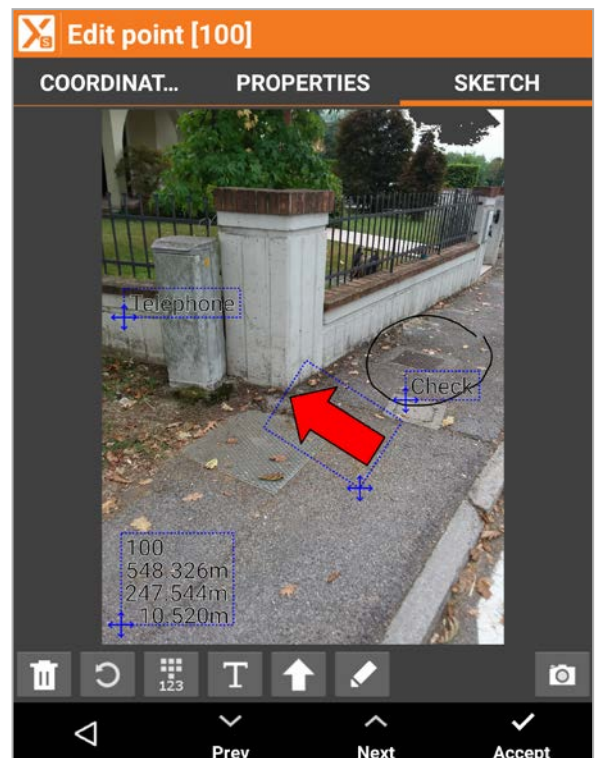 Edit point [100]
COORDINAT... PROPERTIES SKETCH
Telephone
Check
100
548.326m
247.544m
10.520m
123
Prev Next Accept